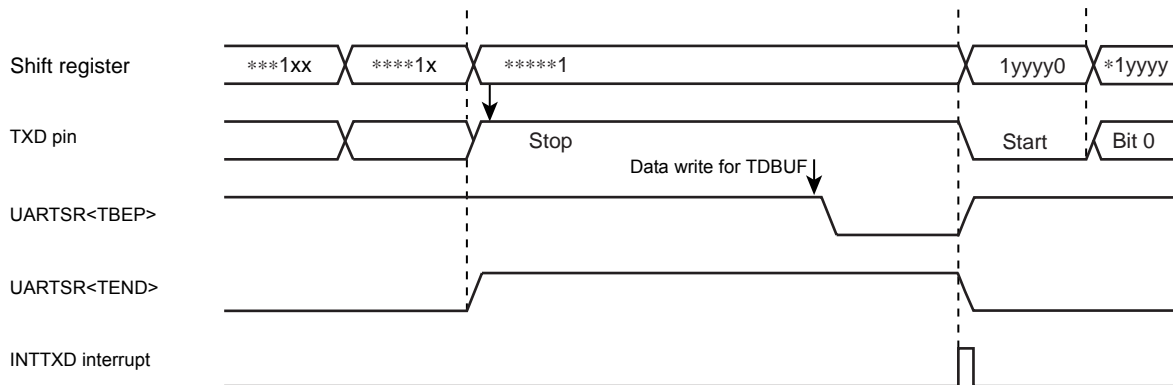 Shift register ***1xx ****1x *****1 1yyyy0 *1yyyy
TXD pin Stop Start Bit 0
Data write for TDBUF
UARTSR<TBEP>
UARTSR<TEND>
INTTXD interrupt